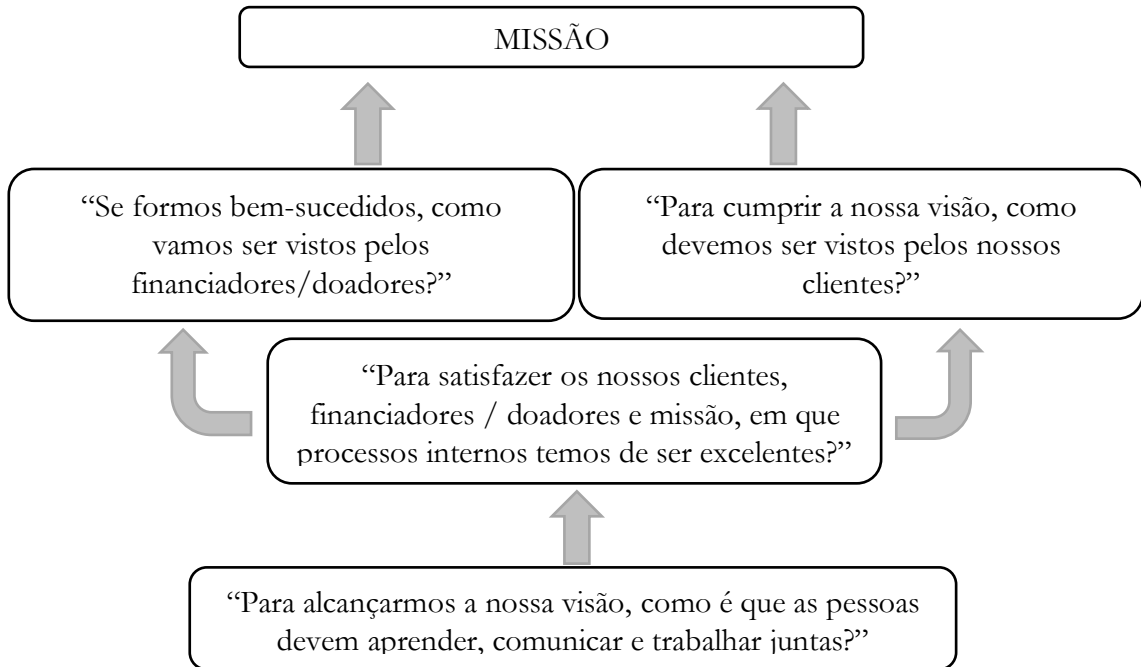 MISSÃO
“Se formos bem-sucedidos, como
vamos ser vistos pelos
financiadores/doadores?”
“Para cumprir a nossa visão, como
devemos ser vistos pelos nossos
clientes?”
“Para satisfazer os nossos clientes,
financiadores / doadores e missão, em que
processos internos temos de ser excelentes?”
“Para alcançarmos a nossa visão, como é que as pessoas
devem aprender, comunicar e trabalhar juntas?”